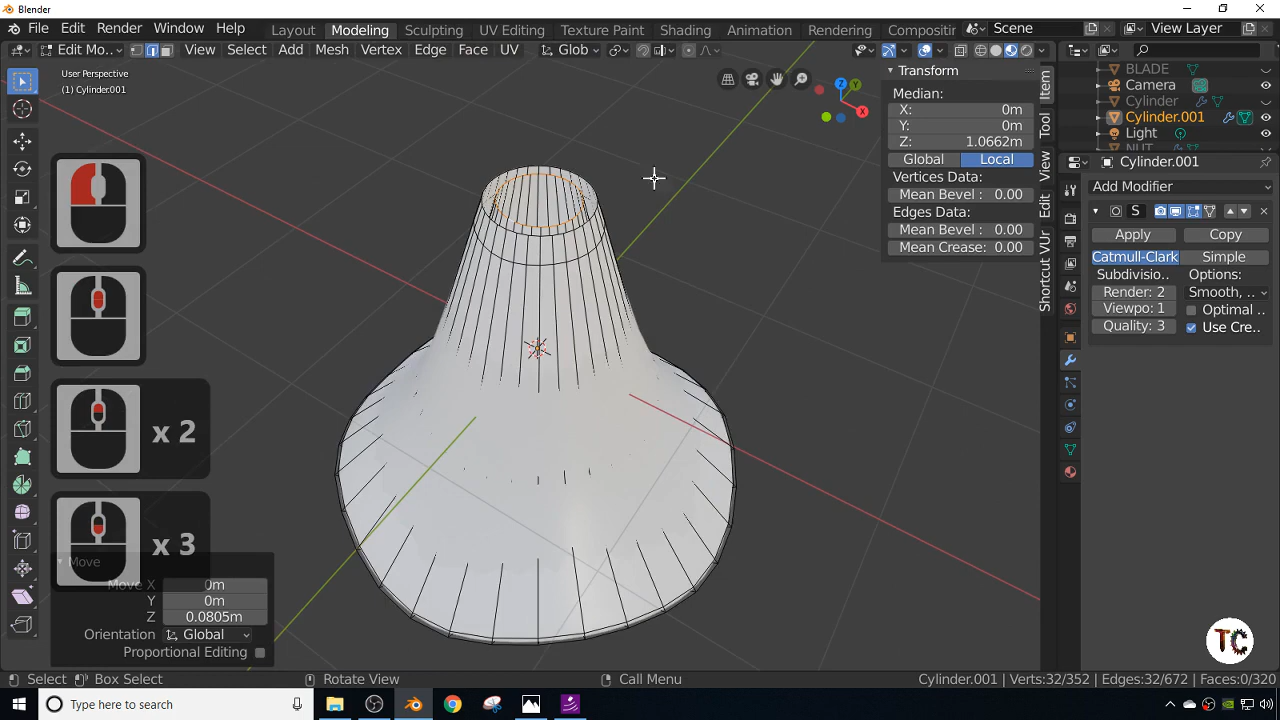 Blender
File Edit Render Window Help Layout Modeling Sculpting UV Editing Texture Paint Shading Animation Rendering Compositin Scene View Layer
Edit Mo... View Select Add Mesh Vertex Edge Face UV Glob
User Perspective
(1) Cylinder.001
Transform
Median:
X: 0m
Y: 0m
Z: 1.0662m
Global Local
Vertices Data:
Mean Bevel : 0.00
Edges Data:
Mean Bevel : 0.00
Mean Crease: 0.00
Item
Tool
View
Edit
Shortcut VUr
BLADE
Camera
Cylinder
Cylinder.001
Light
NUT
Cylinder.001
Add Modifier
S
Apply Copy
Catmull-Clark Simple
Subdivisio.. Options:
Render: 2 Smooth, ..
Viewpo: 1 Optimal ..
Quality: 3 Use Cre..
x 2
x 3
Move
Move X 0m
Y 0m
Z 0.0805m
Orientation Global
Proportional Editing
TC
Select Box Select Rotate View Call Menu Cylinder.001 | Verts:32/352 | Edges:32/672 | Faces:0/320
Type here to search